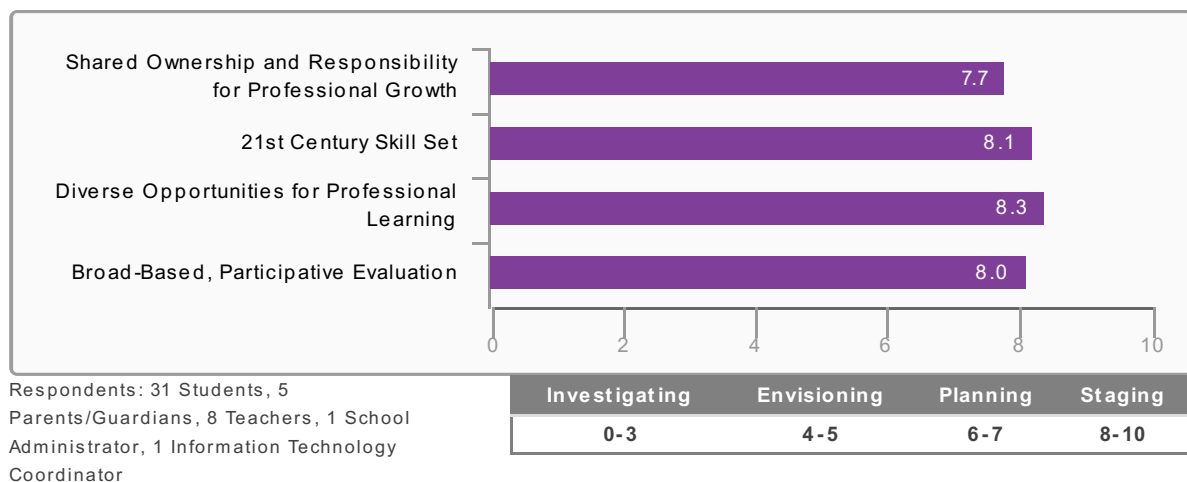 Shared Ownership and Responsibility
for Professional Growth
7.7
21st Century Skill Set
8.1
Diverse Opportunities for Professional
Learning
8.3
Broad-Based, Participative Evaluation
8.0
0 2 4 6 8 10
Respondents: 31 Students, 5
Parents/Guardians, 8 Teachers, 1 School
Administrator, 1 Information Technology
Coordinator
Investigating Envisioning Planning Staging
0-3 4-5 6-7 8-10